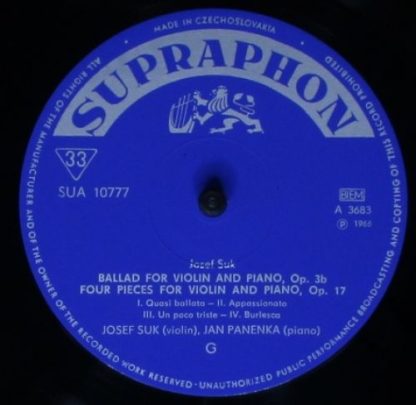 MADE IN CZECHOSLOVAKIA
ALL RIGHTS OF THE MANUFACTURER AND OF THE OWNER OF THE RECORDED WORK RESERVED · UNAUTHORIZED PUBLIC PERFORMANCE BROADCASTING AND COPYING OF THIS RECORD PROHIBITED
SUPRAPHON
33
SUA 10777
BIEM
A 3683
Ⓟ 1966
Josef Suk
BALLAD FOR VIOLIN AND PIANO, Op. 3b
FOUR PIECES FOR VIOLIN AND PIANO, Op. 17
I. Quasi ballata – II. Appassionato
III. Un poco triste – IV. Burlesca
JOSEF SUK (violin), JAN PANENKA (piano)
G